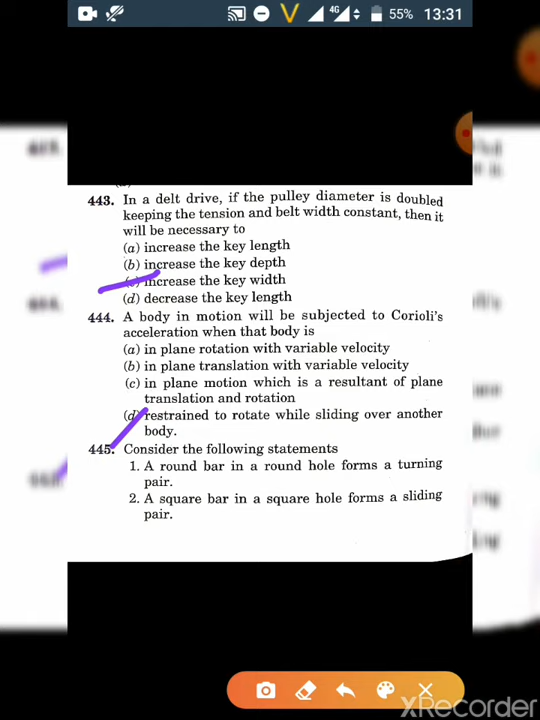 4G 55% 13:31
443. In a delt drive, if the pulley diameter is doubled
keeping the tension and belt width constant, then it
will be necessary to
(a) increase the key length
(b) increase the key depth
(c) increase the key width
(d) decrease the key length
444. A body in motion will be subjected to Corioli's
acceleration when that body is
(a) in plane rotation with variable velocity
(b) in plane translation with variable velocity
(c) in plane motion which is a resultant of plane
translation and rotation
(d) restrained to rotate while sliding over another
body.
445. Consider the following statements
1. A round bar in a round hole forms a turning
pair.
2. A square bar in a square hole forms a sliding
pair.
XRecorder